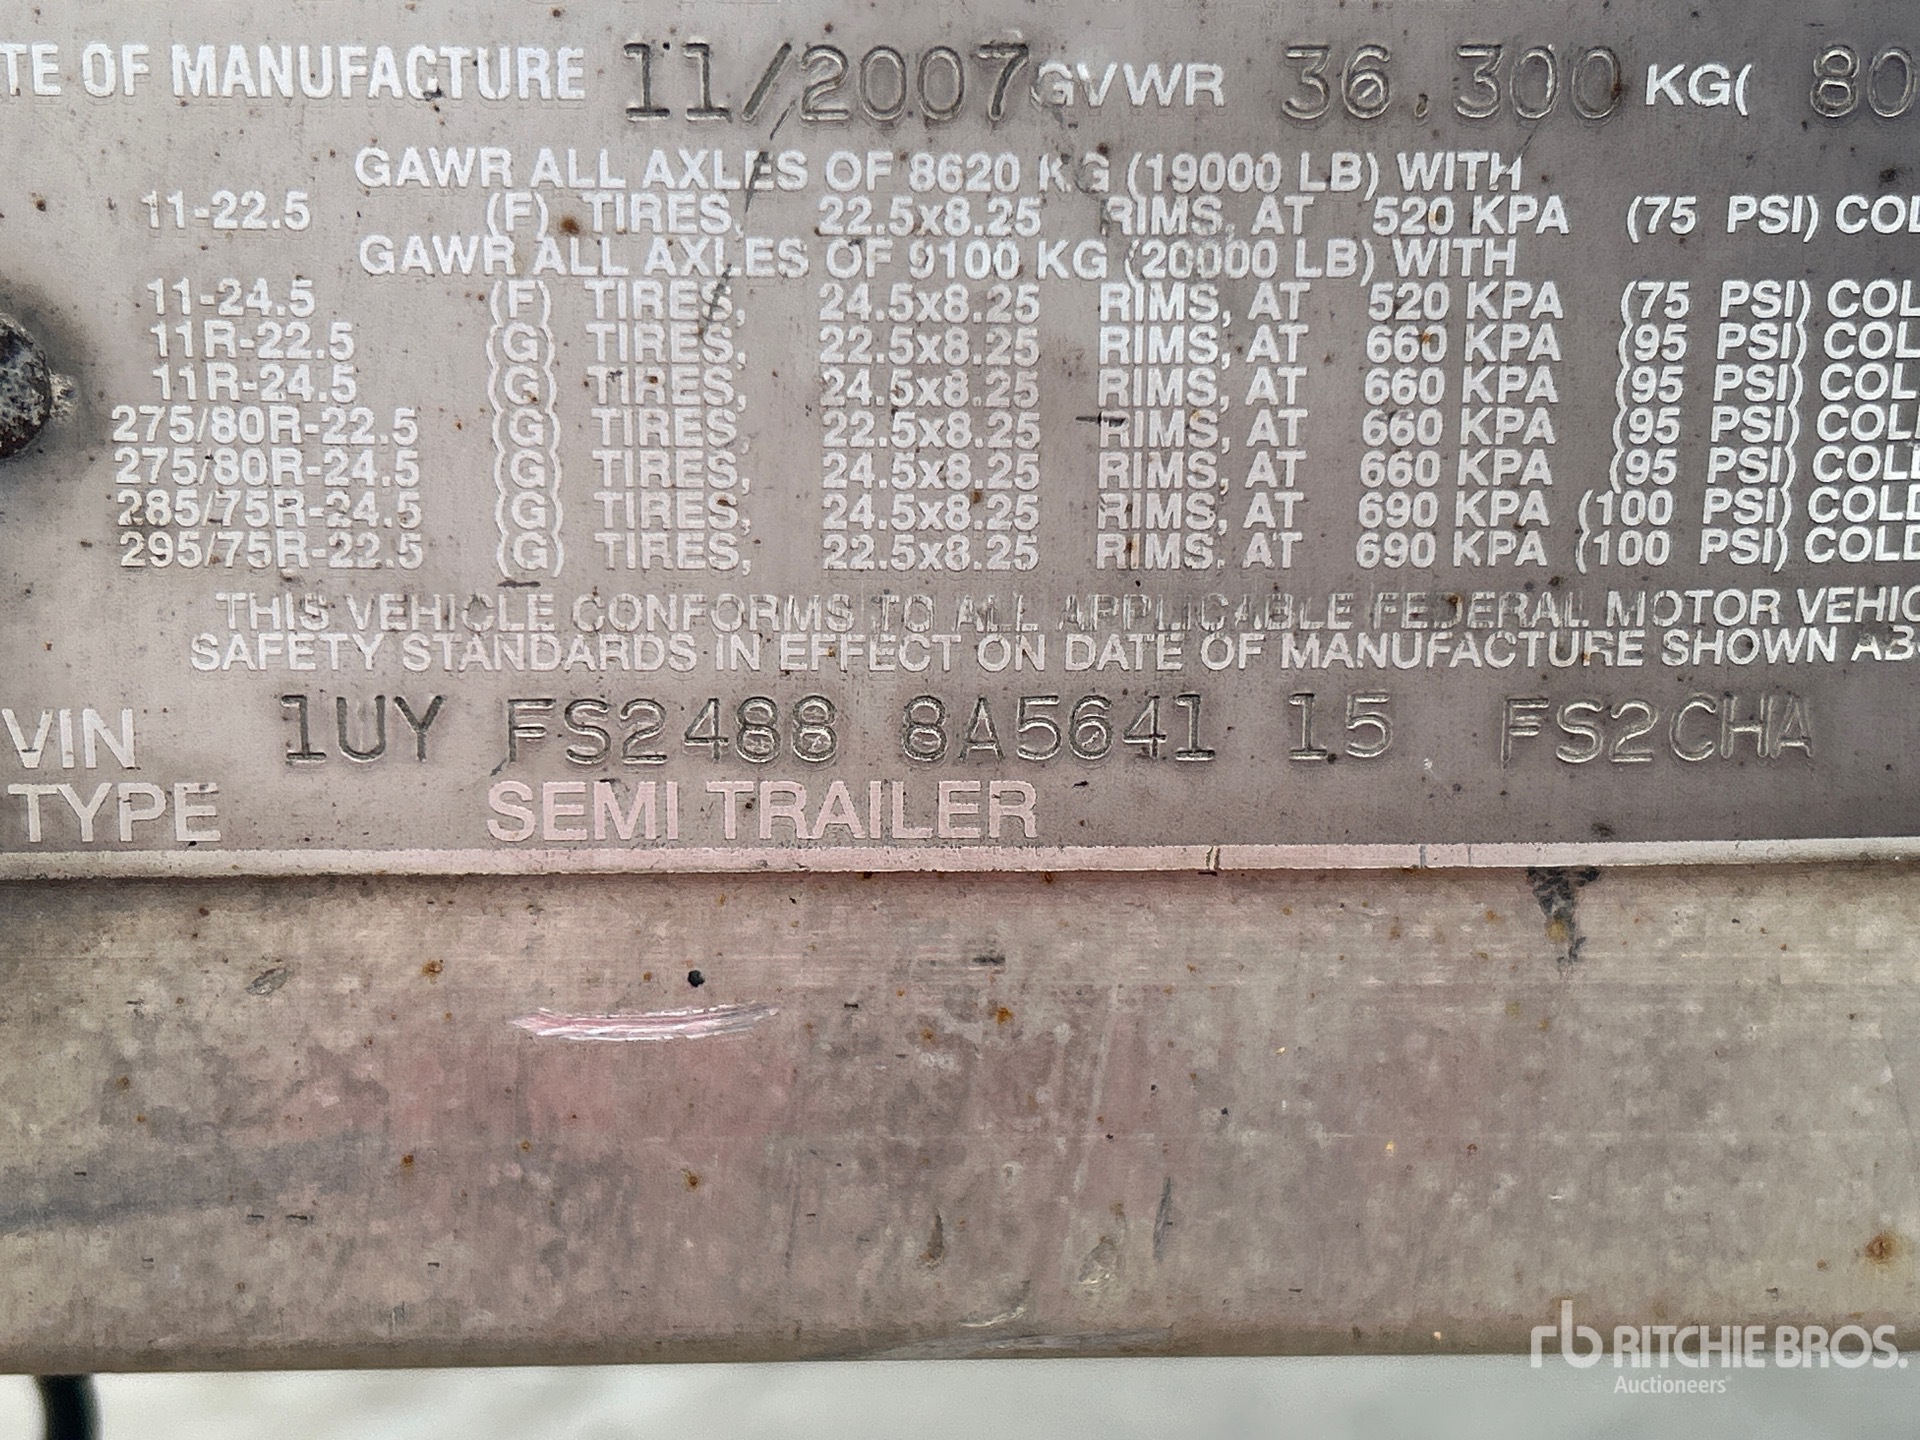 TE OF MANUFACTURE 11/2007 GVWR 36.300 KG( 80
GAWR ALL AXLES OF 8620 KG (19000 LB) WITH
11-22.5 (F) TIRES, 22.5x8.25 RIMS, AT 520 KPA (75 PSI) COL
GAWR ALL AXLES OF 9100 KG (20000 LB) WITH
11-24.5 (F) TIRES, 24.5x8.25 RIMS, AT 520 KPA (75 PSI) COL
11R-22.5 (G) TIRES, 22.5x8.25 RIMS, AT 660 KPA (95 PSI) COL
11R-24.5 (G) TIRES, 24.5x8.25 RIMS, AT 660 KPA (95 PSI) COL
275/80R-22.5 (G) TIRES, 22.5x8.25 RIMS, AT 660 KPA (95 PSI) COL
275/80R-24.5 (G) TIRES, 24.5x8.25 RIMS, AT 660 KPA (95 PSI) COL
285/75R-24.5 (G) TIRES, 24.5x8.25 RIMS, AT 690 KPA (100 PSI) COLD
295/75R-22.5 (G) TIRES, 22.5x8.25 RIMS, AT 690 KPA (100 PSI) COLD
THIS VEHICLE CONFORMS TO ALL APPLICABLE FEDERAL MOTOR VEHIC
SAFETY STANDARDS IN EFFECT ON DATE OF MANUFACTURE SHOWN AB
VIN 1UY FS2488 8A5641 15 FS2CHA
TYPE SEMI TRAILER
rb RITCHIE BROS.
Auctioneers